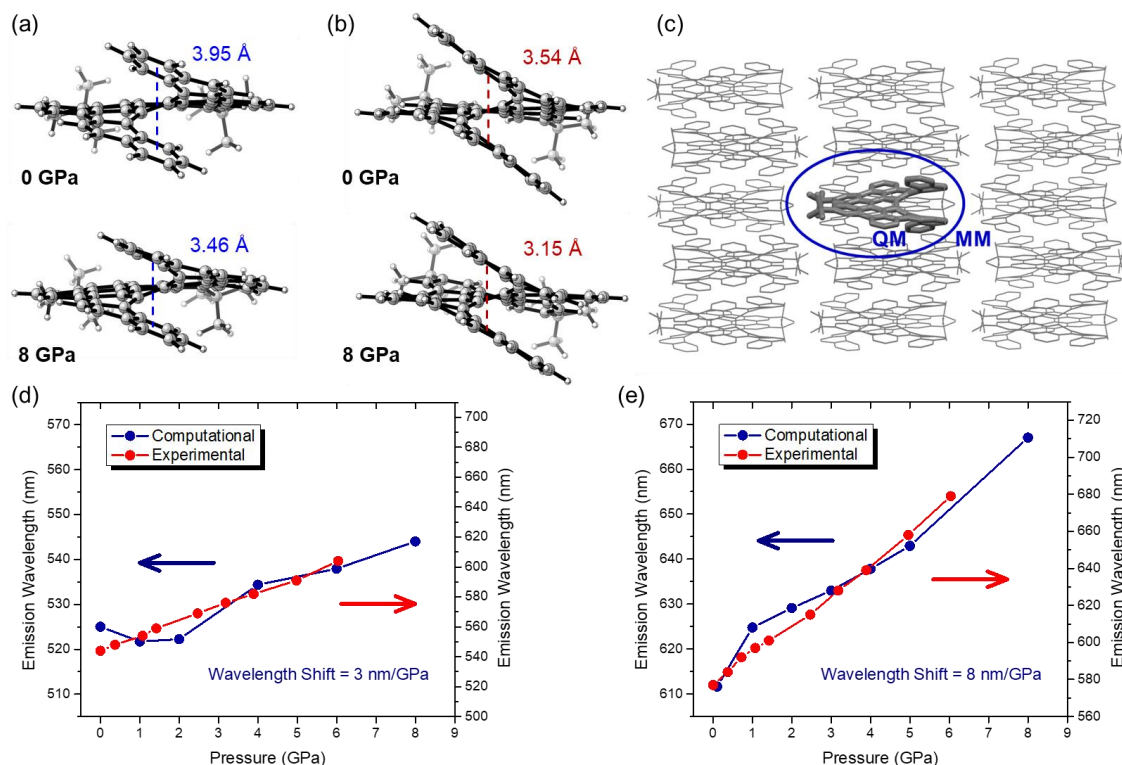 (a)
3.95 Å
0 GPa
3.46 Å
8 GPa
(b)
3.54 Å
0 GPa
3.15 Å
8 GPa
(c)
QM
MM
(d)
Computational
Experimental
Wavelength Shift = 3 nm/GPa
Emission Wavelength (nm)
570
560
550
540
530
520
510
Emission Wavelength (nm)
700
680
660
640
620
600
580
560
540
520
500
0 1 2 3 4 5 6 7 8 9
Pressure (GPa)
(e)
Computational
Experimental
Wavelength Shift = 8 nm/GPa
Emission Wavelength (nm)
670
660
650
640
630
620
610
Emission Wavelength (nm)
720
700
680
660
640
620
600
580
560
0 1 2 3 4 5 6 7 8 9
Pressure (GPa)